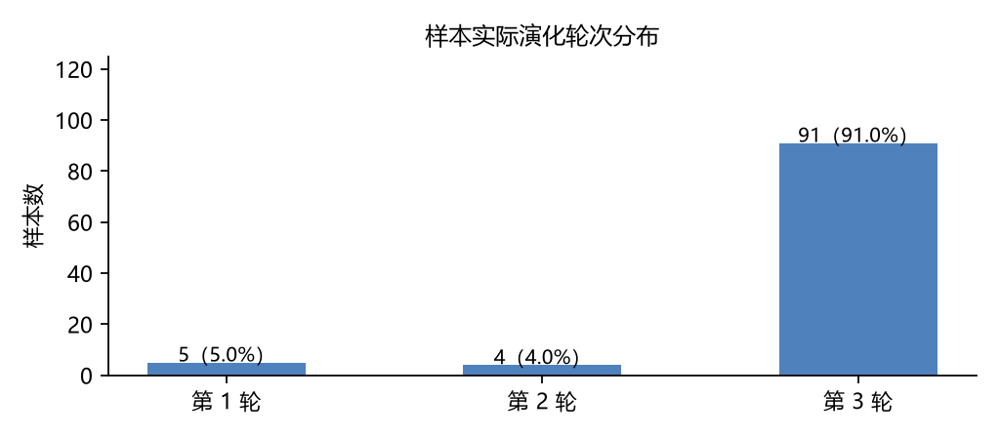 样本实际演化轮次分布
样本数
120
100
80
60
40
20
0
5（5.0%）
4（4.0%）
91（91.0%）
第 1 轮
第 2 轮
第 3 轮